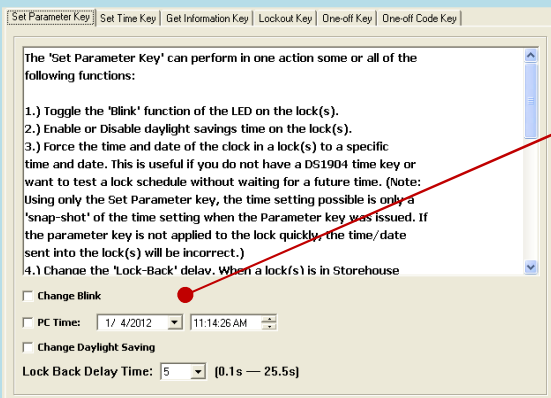 Set Parameter Key Set Time Key Get Information Key Lockout Key One-off Key One-off Code Key
The 'Set Parameter Key' can perform in one action some or all of the
following functions:
1.) Toggle the 'Blink' function of the LED on the lock(s).
2.) Enable or Disable daylight savings time on the lock(s).
3.) Force the time and date of the clock in a lock(s) to a specific
time and date. This is useful if you do not have a DS1904 time key or
want to test a lock schedule without waiting for a future time. (Note:
Using only the Set Parameter key, the time setting possible is only a
'snap-shot' of the time setting when the Parameter key was issued. If
the parameter key is not applied to the lock quickly, the time/date
sent into the lock(s) will be incorrect.)
4.) Change the 'Lock-Back' delay. When a lock(s) is in Storehouse
Change Blink
PC Time: 1/ 4/2012 11:14:26 AM
Change Daylight Saving
Lock Back Delay Time: 5 (0.1s — 25.5s)